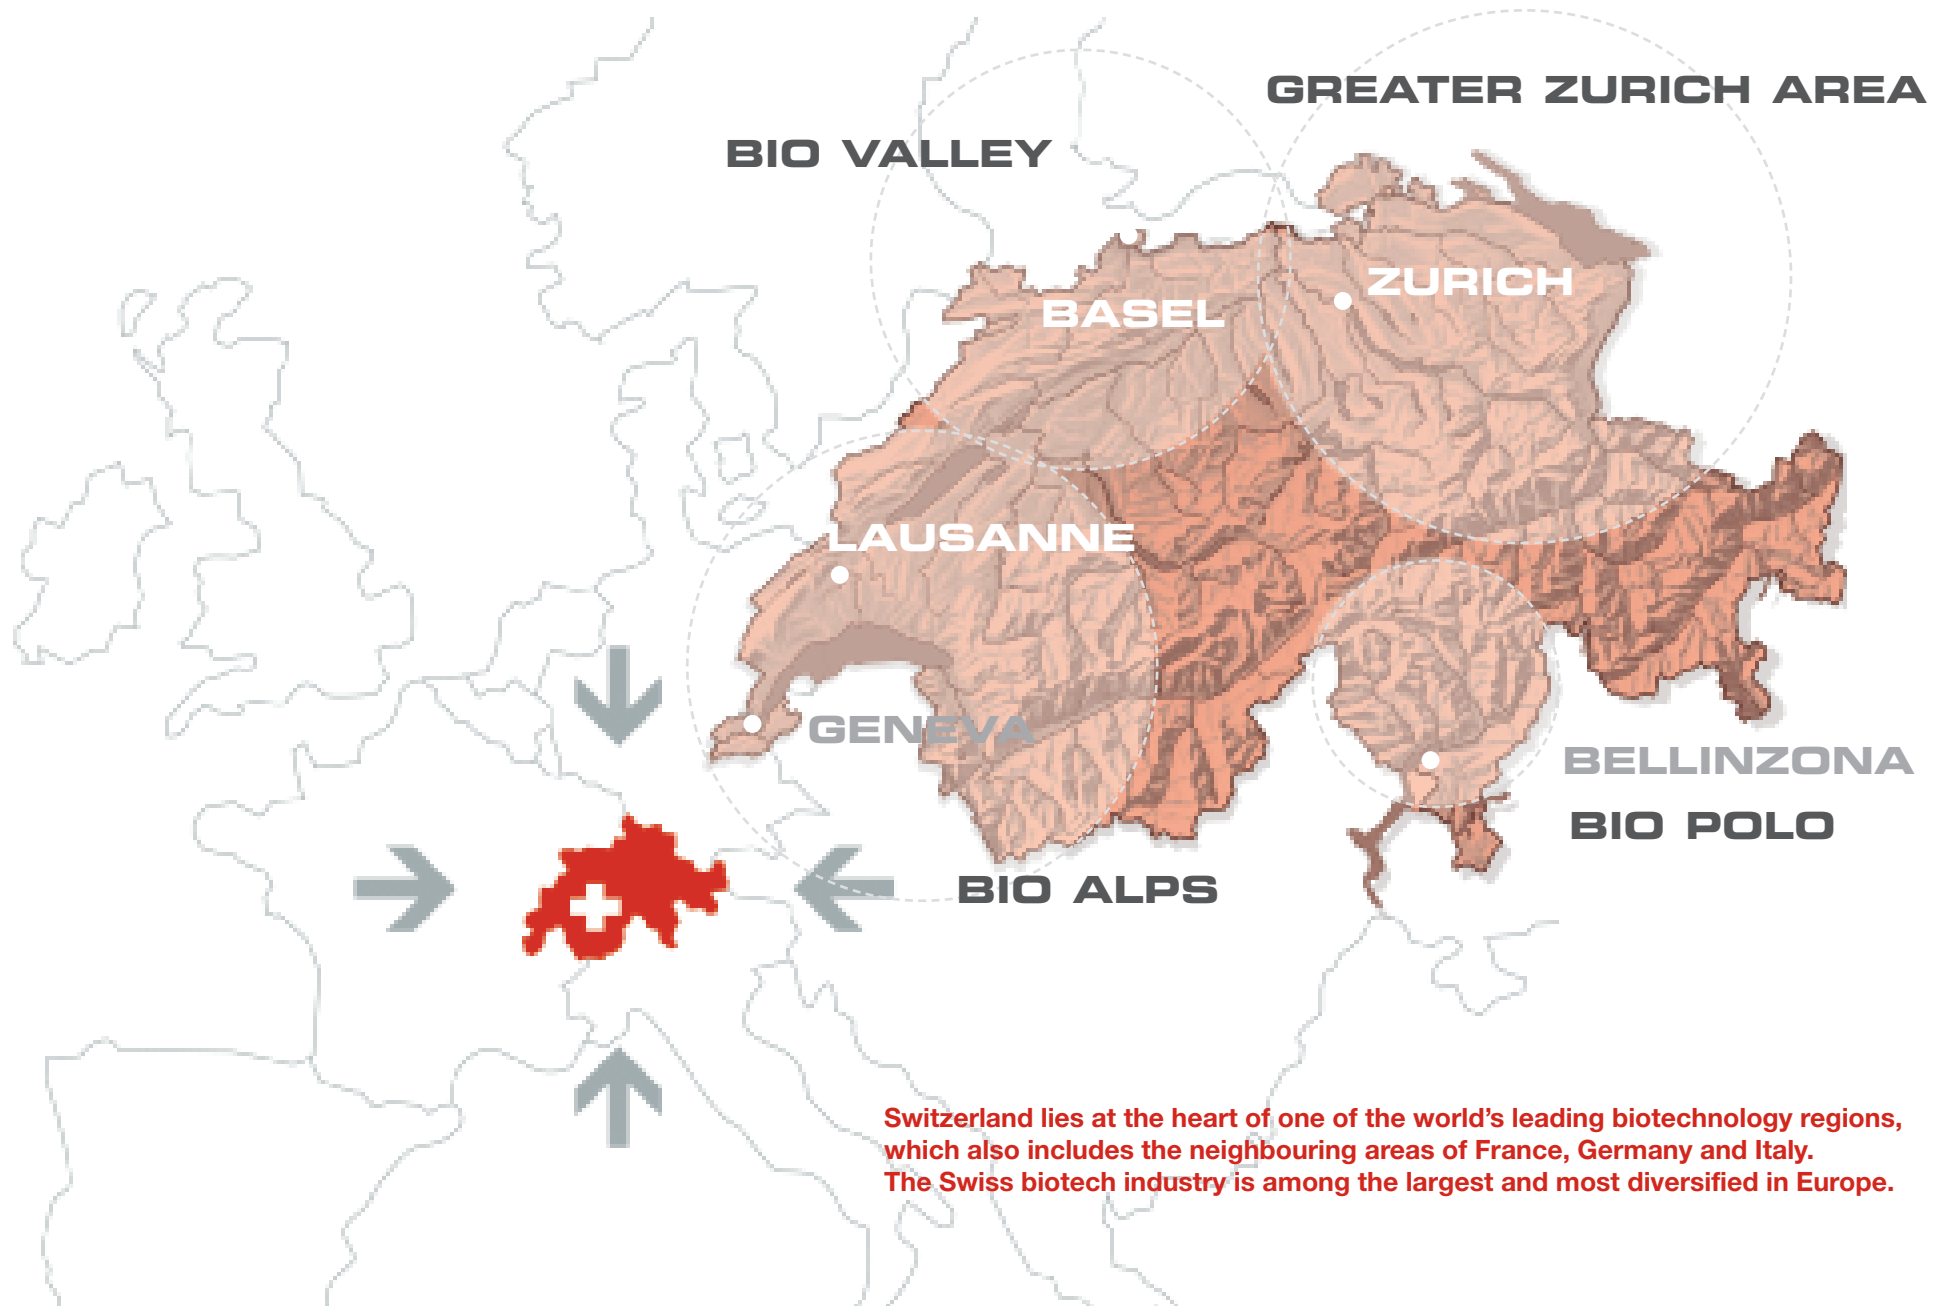 GREATER ZURICH AREA
BIO VALLEY
ZURICH
BASEL
LAUSANNE
GENEVA
BELLINZONA
BIO POLO
BIO ALPS
Switzerland lies at the heart of one of the world’s leading biotechnology regions,
which also includes the neighbouring areas of France, Germany and Italy.
The Swiss biotech industry is among the largest and most diversified in Europe.